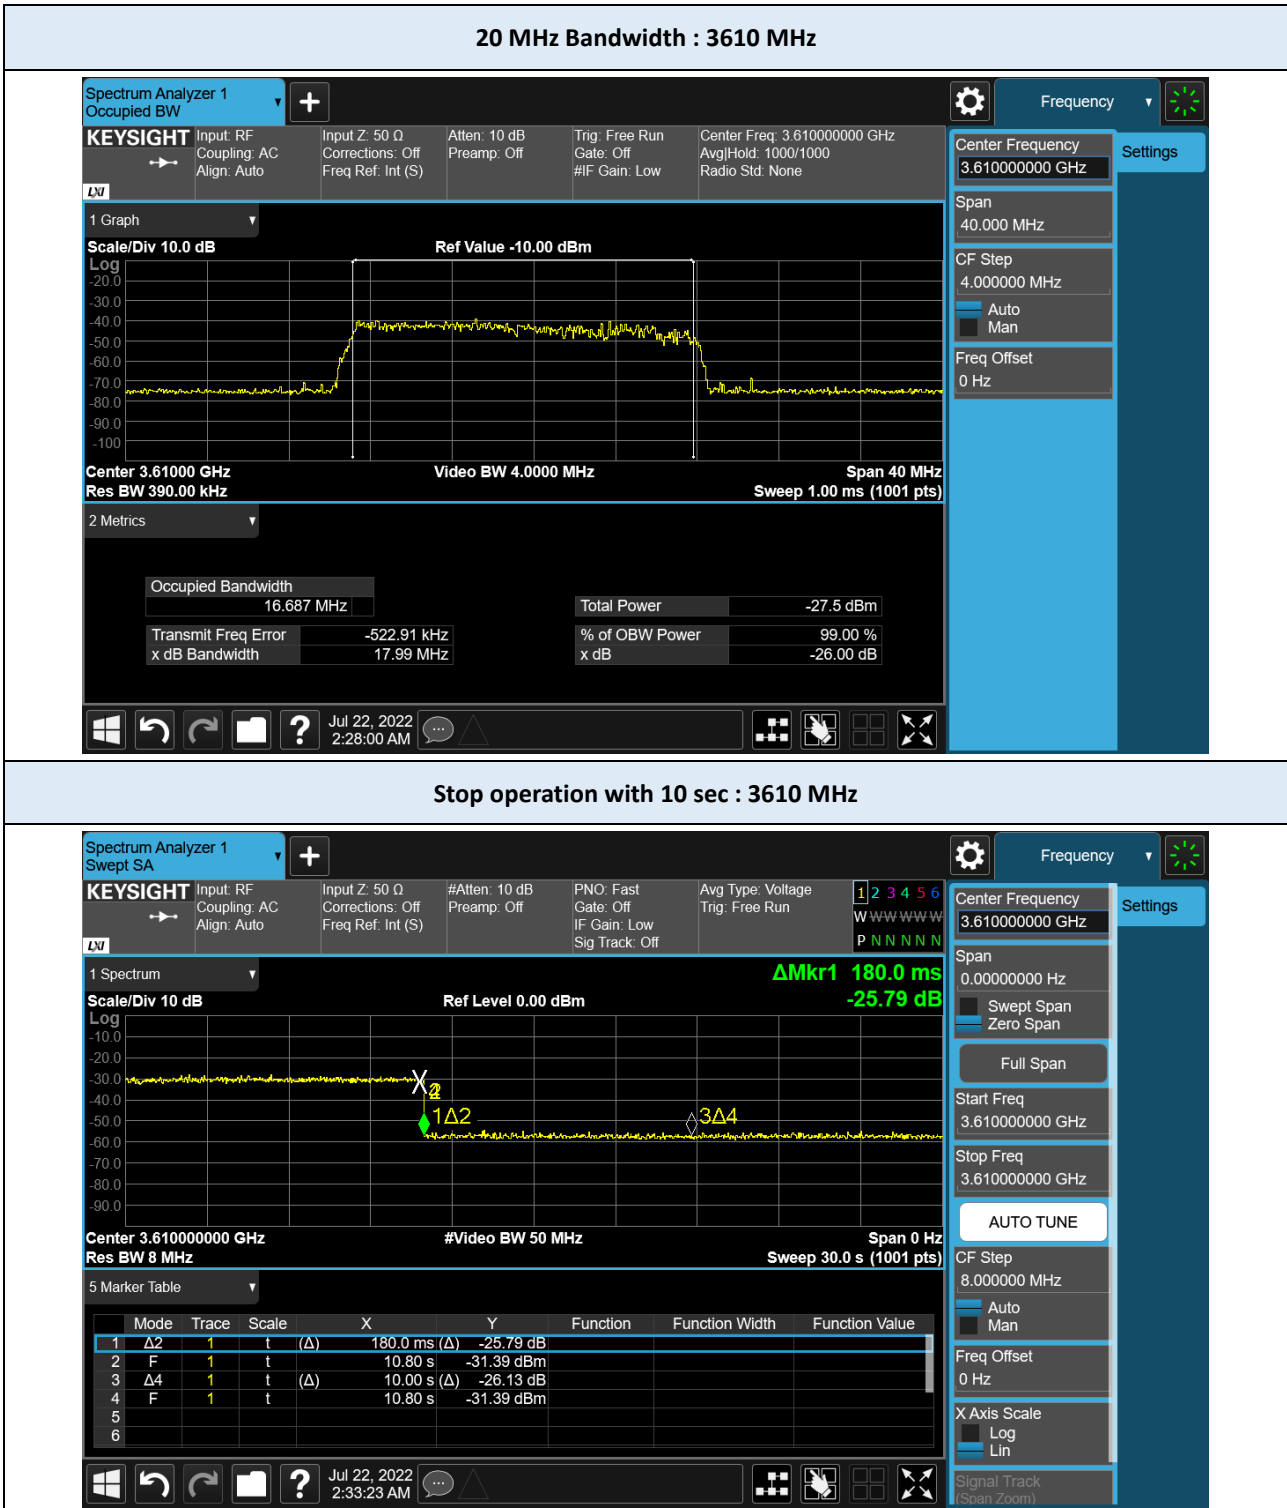 20 MHz Bandwidth : 3610 MHz
Spectrum Analyzer 1
Occupied BW
Frequency
KEYSIGHT
Input: RF
Coupling: AC
Align: Auto
Input Z: 50 Ω
Corrections: Off
Freq Ref: Int (S)
Atten: 10 dB
Preamp: Off
Trig: Free Run
Gate: Off
#IF Gain: Low
Center Freq: 3.610000000 GHz
Avg|Hold: 1000/1000
Radio Std: None
LXI
Center Frequency
3.610000000 GHz
Settings
Span
40.000 MHz
CF Step
4.000000 MHz
Auto
Man
Freq Offset
0 Hz
1 Graph
Scale/Div 10.0 dB
Ref Value -10.00 dBm
Log
-20.0
-30.0
-40.0
-50.0
-60.0
-70.0
-80.0
-90.0
-100
Center 3.61000 GHz
Video BW 4.0000 MHz
Span 40 MHz
Res BW 390.00 kHz
Sweep 1.00 ms (1001 pts)
2 Metrics
Occupied Bandwidth
16.687 MHz
Total Power -27.5 dBm
Transmit Freq Error -522.91 kHz
% of OBW Power 99.00 %
x dB Bandwidth 17.99 MHz
x dB -26.00 dB
?
Jul 22, 2022
2:28:00 AM
Stop operation with 10 sec : 3610 MHz
Spectrum Analyzer 1
Swept SA
Frequency
KEYSIGHT
Input: RF
Coupling: AC
Align: Auto
Input Z: 50 Ω
Corrections: Off
Freq Ref: Int (S)
#Atten: 10 dB
Preamp: Off
PNO: Fast
Gate: Off
IF Gain: Low
Sig Track: Off
Avg Type: Voltage
Trig: Free Run
1 2 3 4 5 6
W W W W W W
P N N N N N
LXI
Center Frequency
3.610000000 GHz
Settings
Span
0.00000000 Hz
Swept Span
Zero Span
Full Span
Start Freq
3.610000000 GHz
Stop Freq
3.610000000 GHz
AUTO TUNE
CF Step
8.000000 MHz
Auto
Man
Freq Offset
0 Hz
X Axis Scale
Log
Lin
Signal Track
(Span Zoom)
1 Spectrum
ΔMkr1 180.0 ms
-25.79 dB
Scale/Div 10 dB
Ref Level 0.00 dBm
Log
-10.0
-20.0
-30.0
-40.0
-50.0
-60.0
-70.0
-80.0
-90.0
1Δ2
3Δ4
Center 3.610000000 GHz
#Video BW 50 MHz
Span 0 Hz
Res BW 8 MHz
Sweep 30.0 s (1001 pts)
5 Marker Table
Mode Trace Scale X Y Function Function Width Function Value
1 Δ2 1 t (Δ) 180.0 ms (Δ) -25.79 dB
2 F 1 t 10.80 s -31.39 dBm
3 Δ4 1 t (Δ) 10.00 s (Δ) -26.13 dB
4 F 1 t 10.80 s -31.39 dBm
5
6
?
Jul 22, 2022
2:33:23 AM